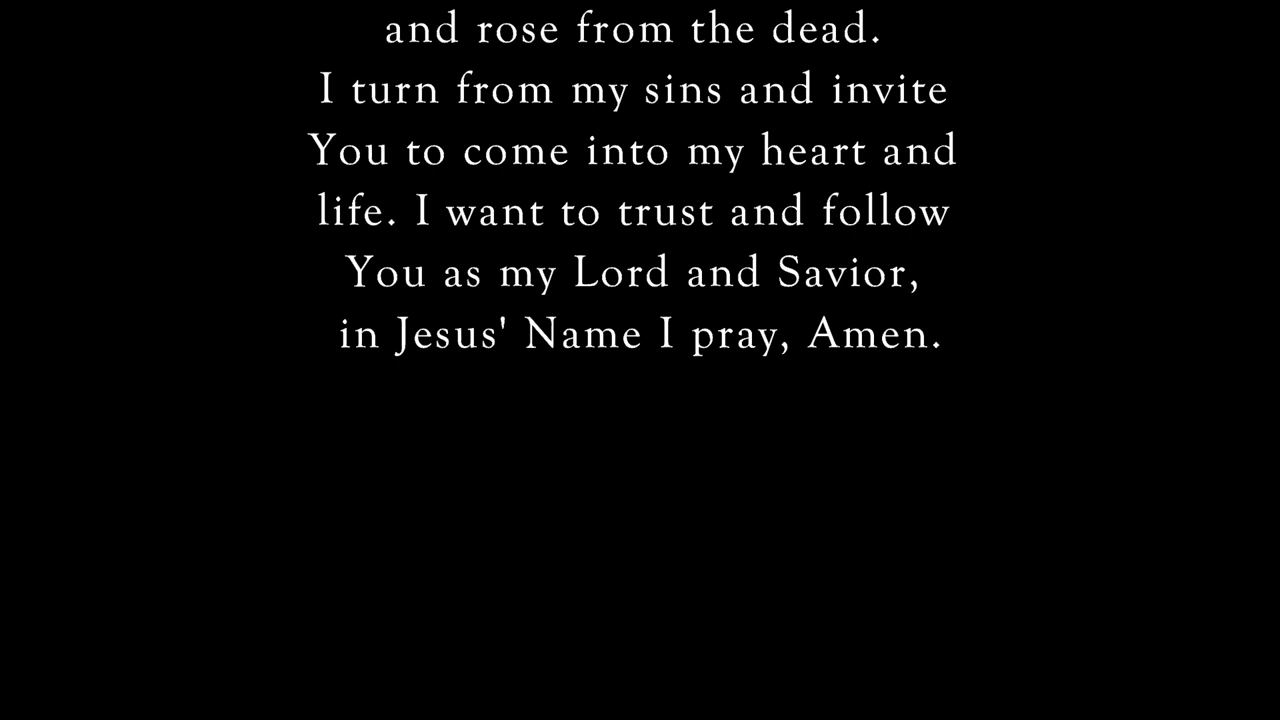 and rose from the dead.
I turn from my sins and invite
You to come into my heart and
life. I want to trust and follow
You as my Lord and Savior,
in Jesus' Name I pray, Amen.